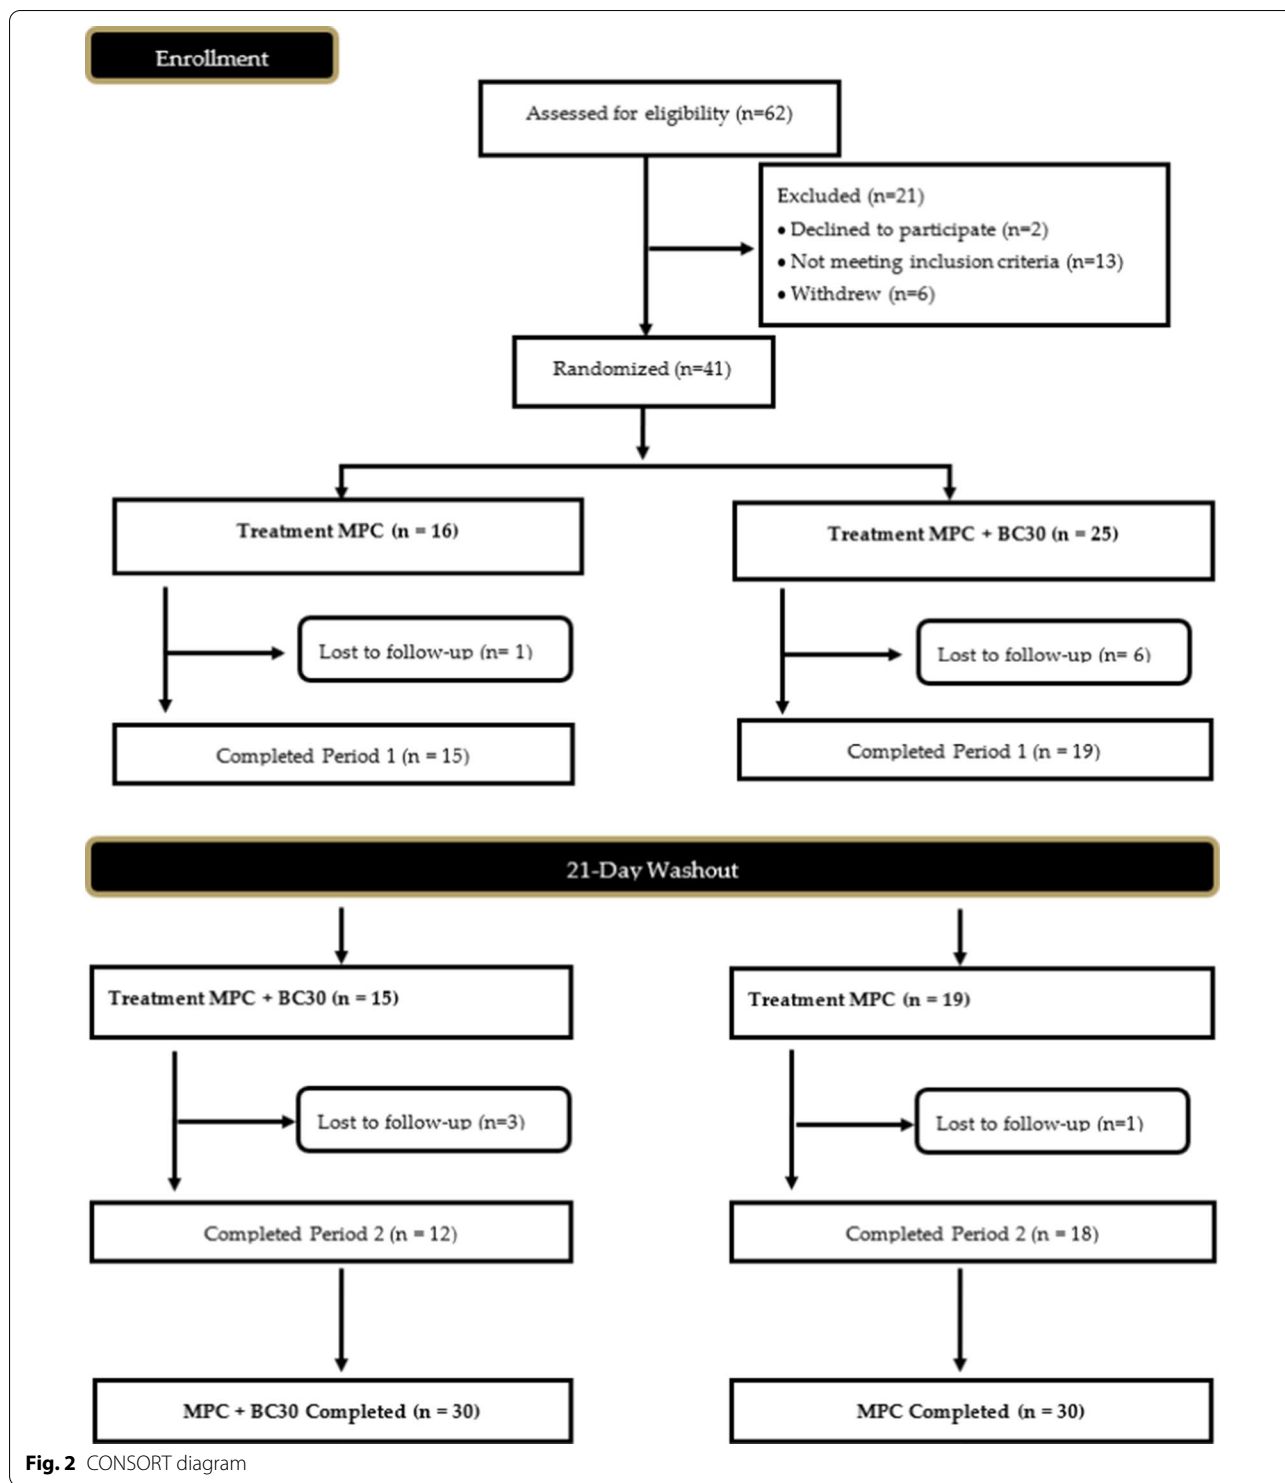 Enrollment
Assessed for eligibility (n=62)
Excluded (n=21)
• Declined to participate (n=2)
• Not meeting inclusion criteria (n=13)
• Withdrew (n=6)
Randomized (n=41)
Treatment MPC (n = 16)
Treatment MPC + BC30 (n = 25)
Lost to follow-up (n= 1)
Lost to follow-up (n= 6)
Completed Period 1 (n = 15)
Completed Period 1 (n = 19)
21-Day Washout
Treatment MPC + BC30 (n = 15)
Treatment MPC (n = 19)
Lost to follow-up (n=3)
Lost to follow-up (n=1)
Completed Period 2 (n = 12)
Completed Period 2 (n = 18)
MPC + BC30 Completed (n = 30)
MPC Completed (n = 30)
Fig. 2 CONSORT diagram